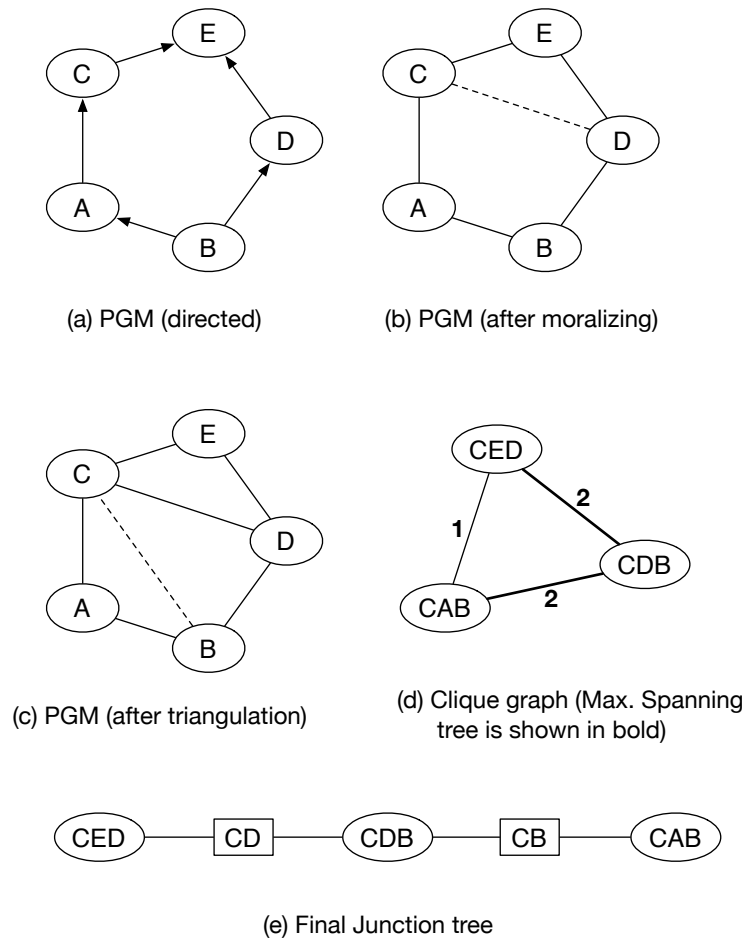 E
C
D
A
B
(a) PGM (directed)
E
C
D
A
B
(b) PGM (after moralizing)
E
C
D
A
B
(c) PGM (after triangulation)
CED
2
1
CDB
2
CAB
(d) Clique graph (Max. Spanning
tree is shown in bold)
CED CD CDB CB CAB
(e) Final Junction tree